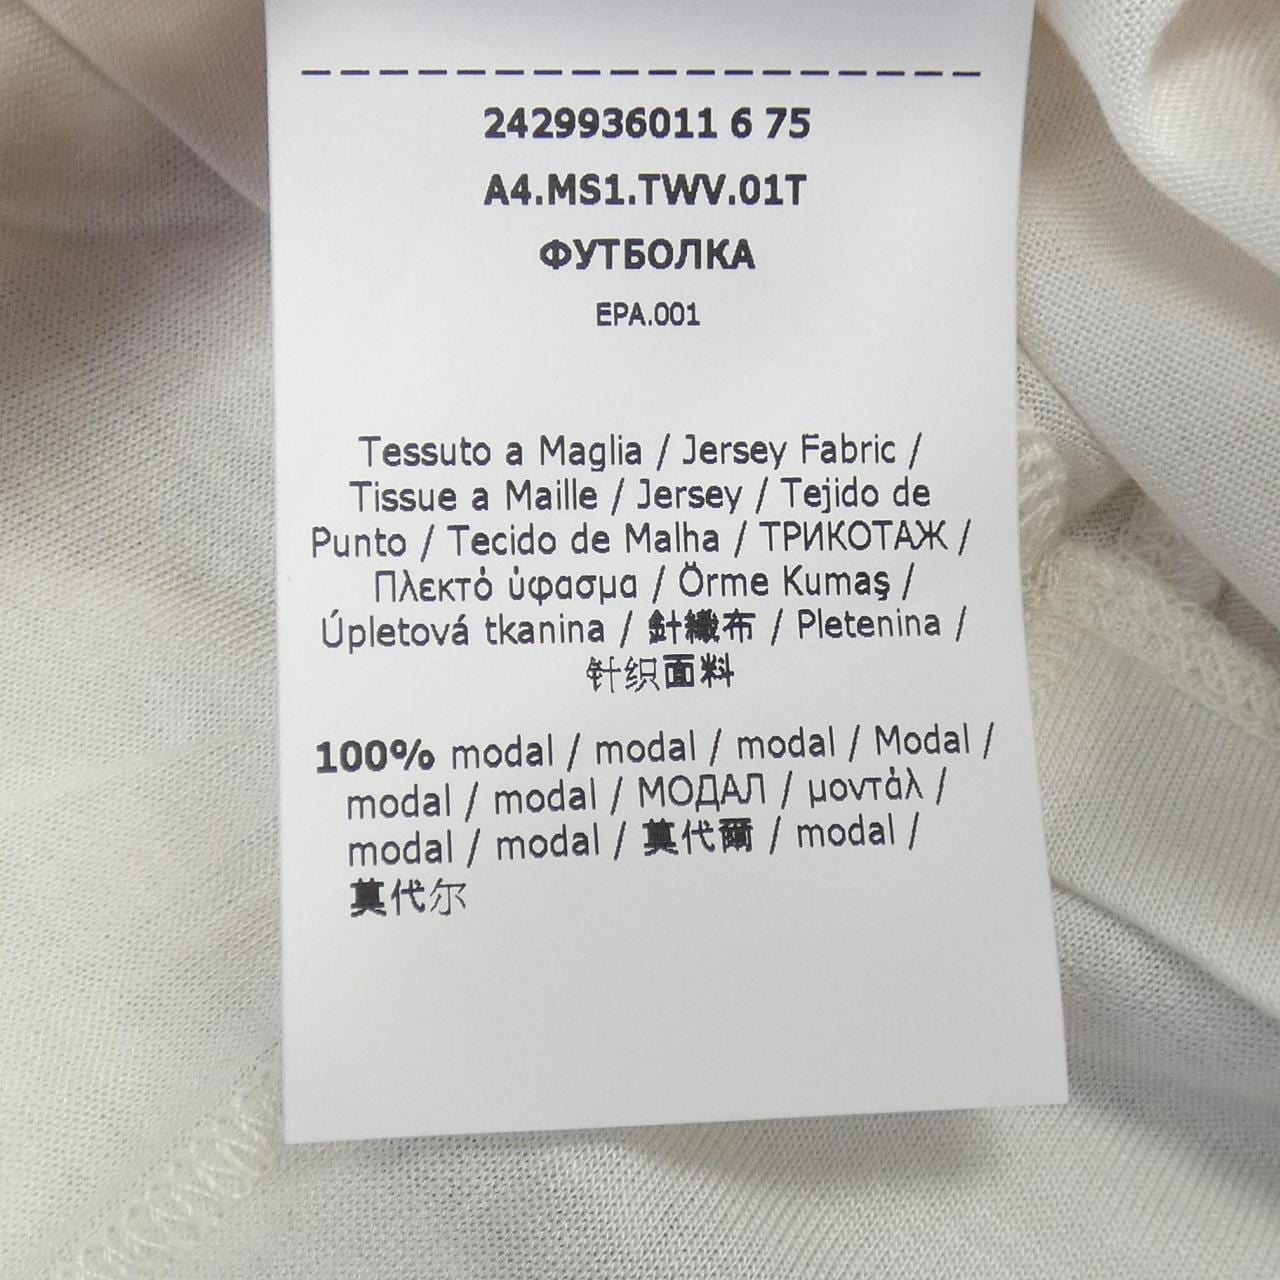 2429936011 6 75
A4.MS1.TWV.01T
ФУТБОЛКА
EPA.001
Tessuto a Maglia / Jersey Fabric /
Tissue a Maille / Jersey / Tejido de
Punto / Tecido de Malha / ТРИКОТАЖ /
Πλεκτό ύφασμα / Örme Kumaş /
Úpletová tkanina / 針織布 / Pletenina /
针织面料
100% modal / modal / modal / Modal /
modal / modal / МОДАЛ / μοντάλ /
modal / modal / 莫代爾 / modal /
莫代尔